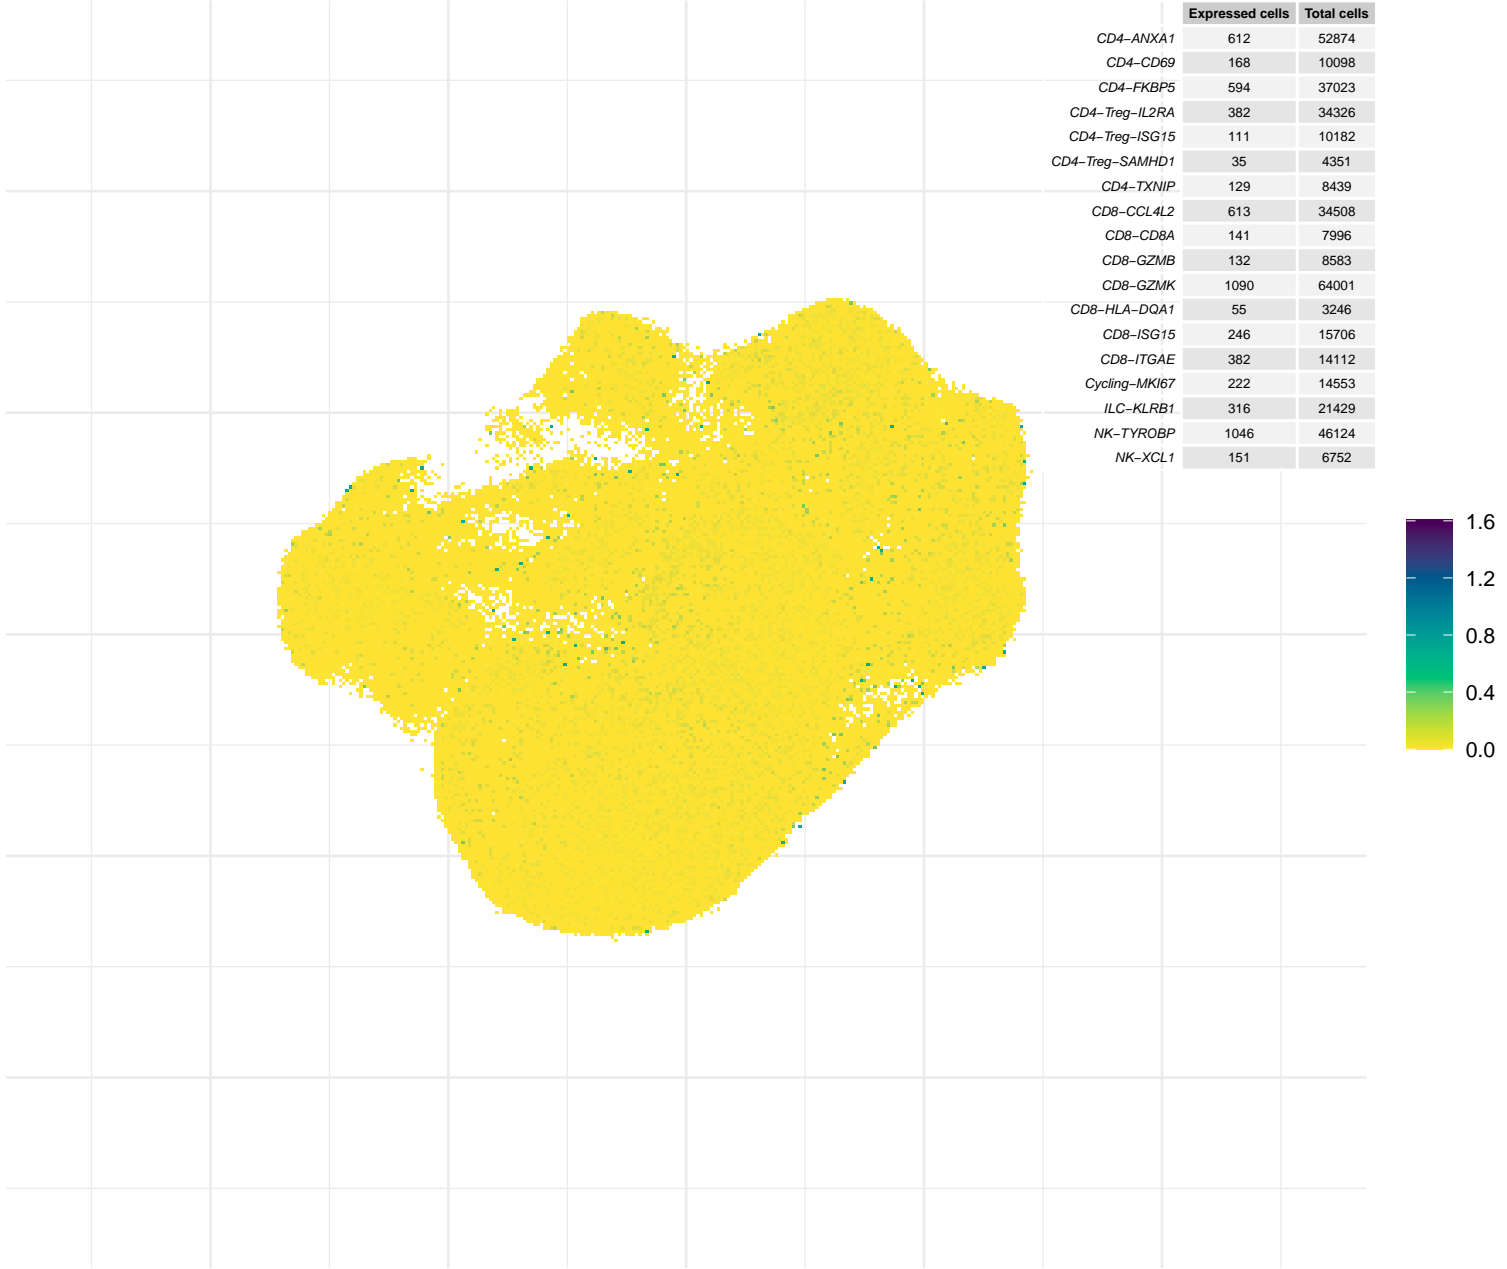 Expressed cells Total cells
CD4−ANXA1 612 52874
CD4−CD69 168 10098
CD4−FKBP5 594 37023
CD4−Treg−IL2RA 382 34326
CD4−Treg−ISG15 111 10182
CD4−Treg−SAMHD1 35 4351
CD4−TXNIP 129 8439
CD8−CCL4L2 613 34508
CD8−CD8A 141 7996
CD8−GZMB 132 8583
CD8−GZMK 1090 64001
CD8−HLA−DQA1 55 3246
CD8−ISG15 246 15706
CD8−ITGAE 382 14112
Cycling−MKI67 222 14553
ILC−KLRB1 316 21429
NK−TYROBP 1046 46124
NK−XCL1 151 6752
1.6
1.2
0.8
0.4
0.0